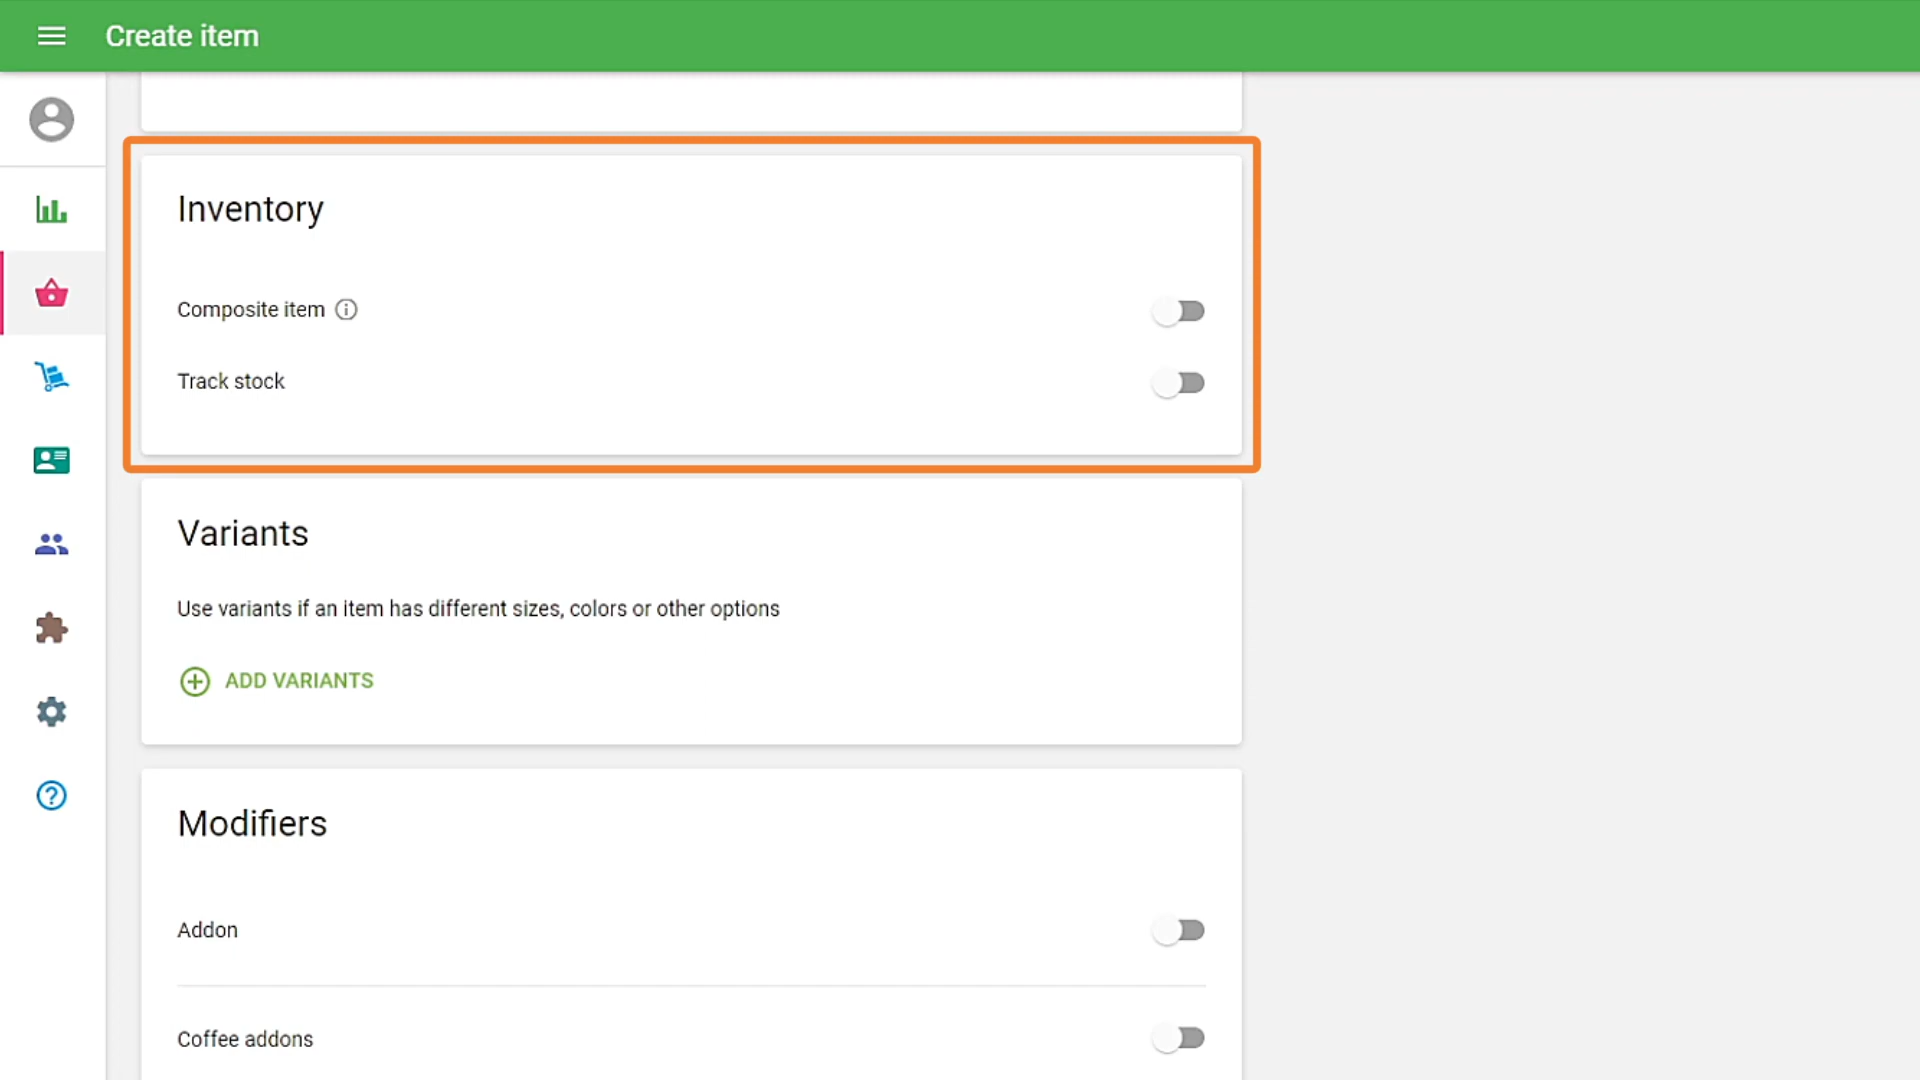 Create item
Inventory
Composite item
Track stock
Variants
Use variants if an item has different sizes, colors or other options
ADD VARIANTS
Modifiers
Addon
Coffee addons